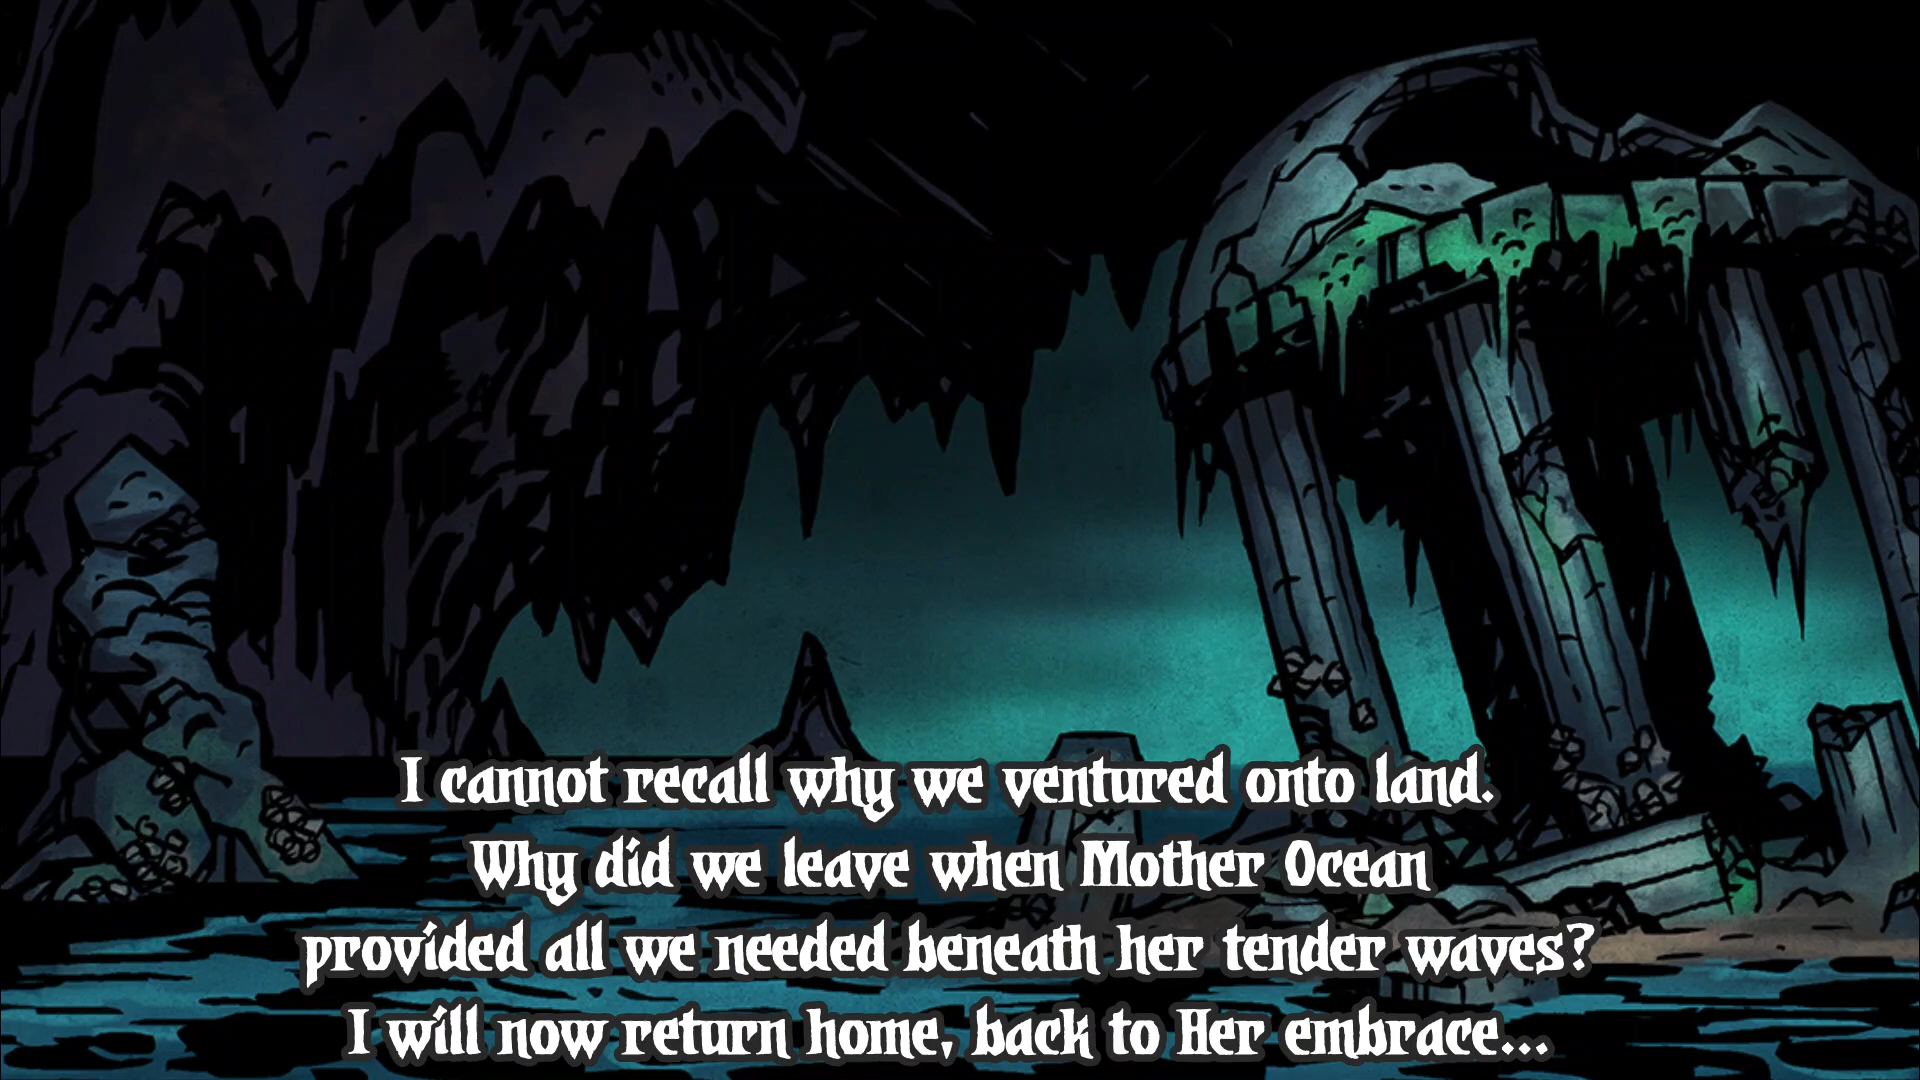 I cannot recall why we ventured onto land.
Why did we leave when Mother Ocean
provided all we needed beneath her tender waves?
I will now return home, back to Her embrace...